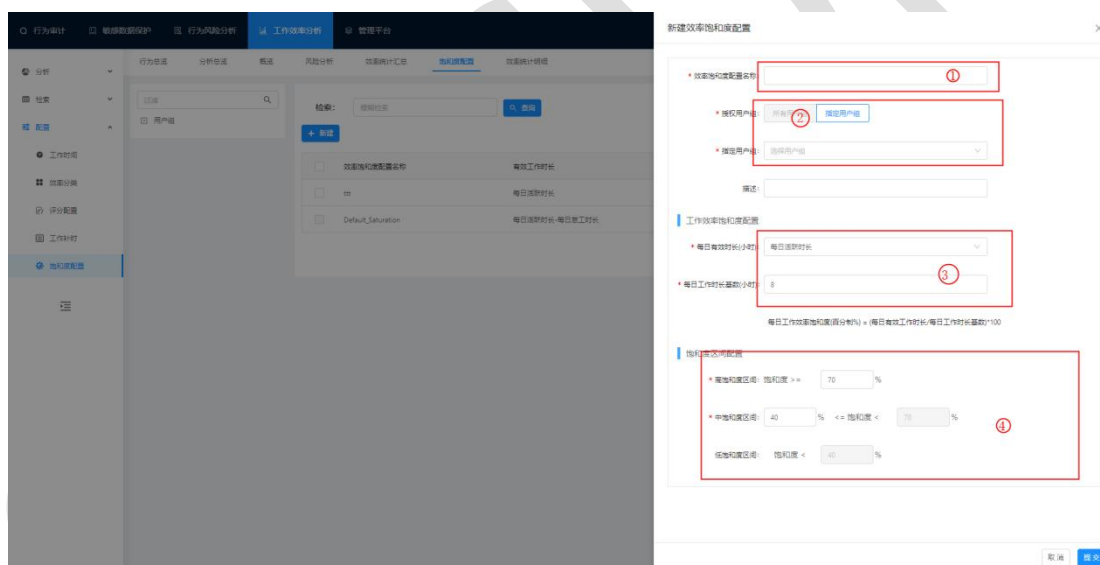 行为审计 敏感数据保护 行为风险分析 工作效率分析 管理平台
行为总览 分析总览 概览 风险分析 效率统计汇总 饱和度配置 效率统计明细
分析
检索
配置
工作时间
效率分类
评分配置
工作补时
饱和度配置
过滤
用户组
检索: 查询
+ 新建
效率饱和度配置名称 有效工作时长
ttt 每日活跃时长
Default_Saturation 每日活跃时长-每日怠工时长
新建效率饱和度配置
* 效率饱和度配置名称 ①
* 授权用户组: 所有 ② 指定用户组
* 指定用户组: 选择用户组
描述:
工作效率饱和度配置
* 每日有效时长(小时): 每日活跃时长
* 每日工作时长基数(小时): 8 ③
每日工作效率饱和度(百分制%) = (每日有效工作时长/每日工作时长基数)*100
饱和度区间配置
* 高饱和度区间: 饱和度 >= 70 %
* 中饱和度区间: 40 % <= 饱和度 < 70 % ④
低饱和度区间: 饱和度 < 40 %
取消 提交